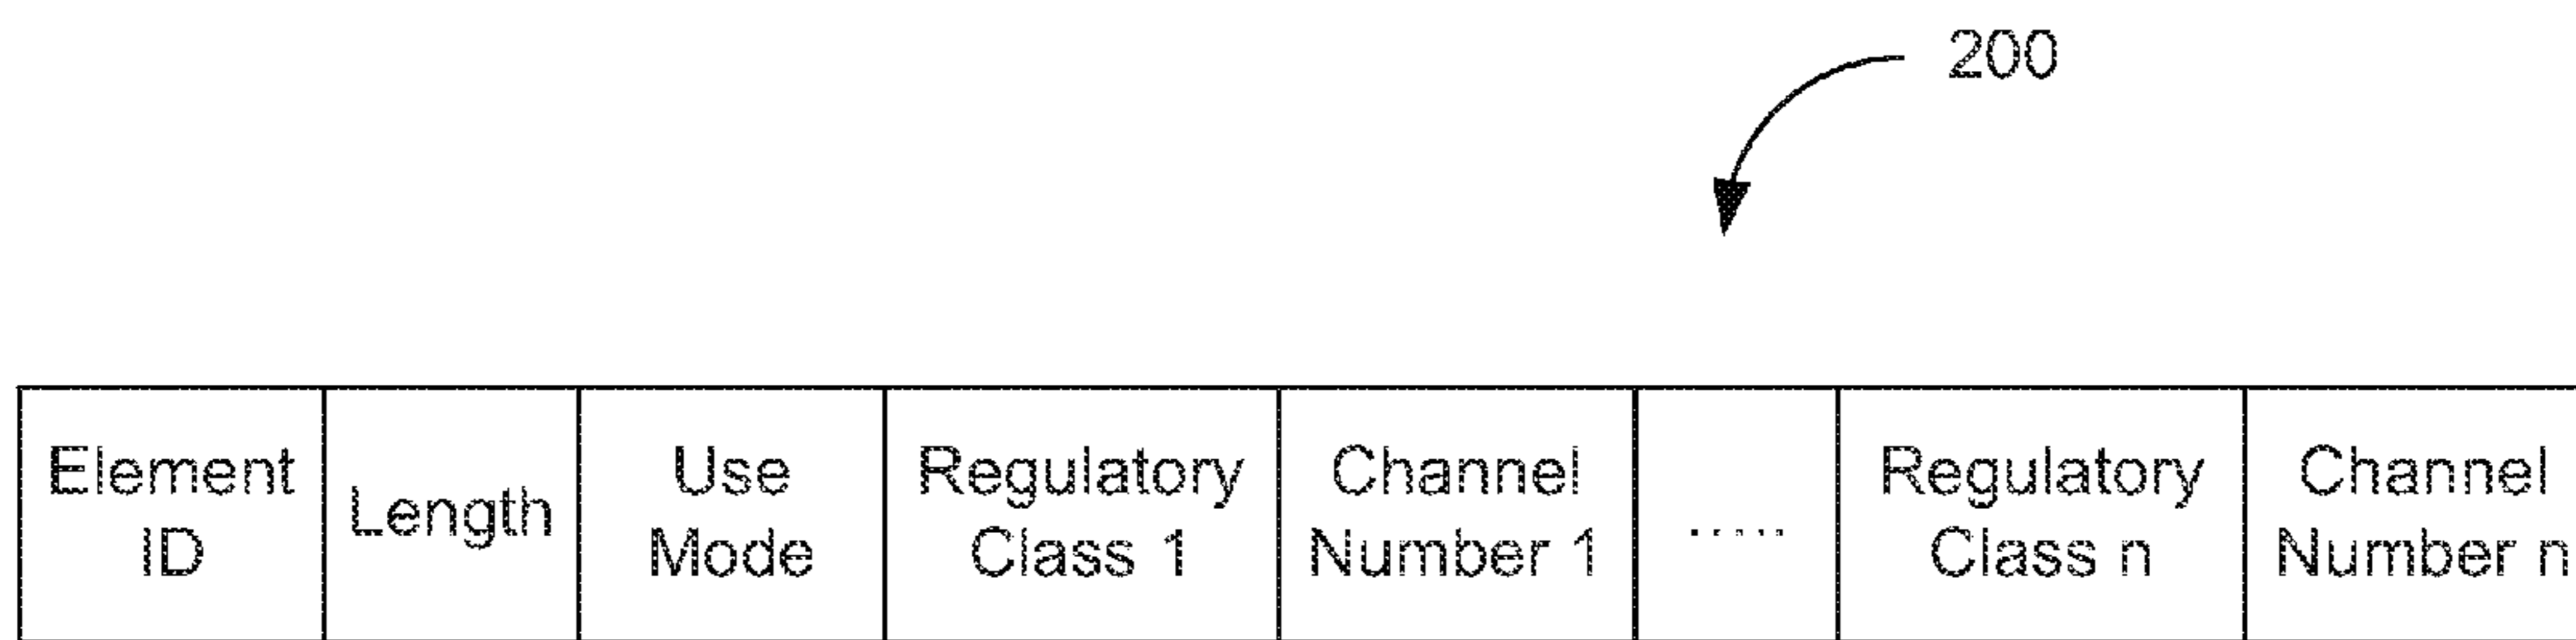 200
Element ID
Length
Use Mode
Regulatory Class 1
Channel Number 1
.....
Regulatory Class n
Channel Number n